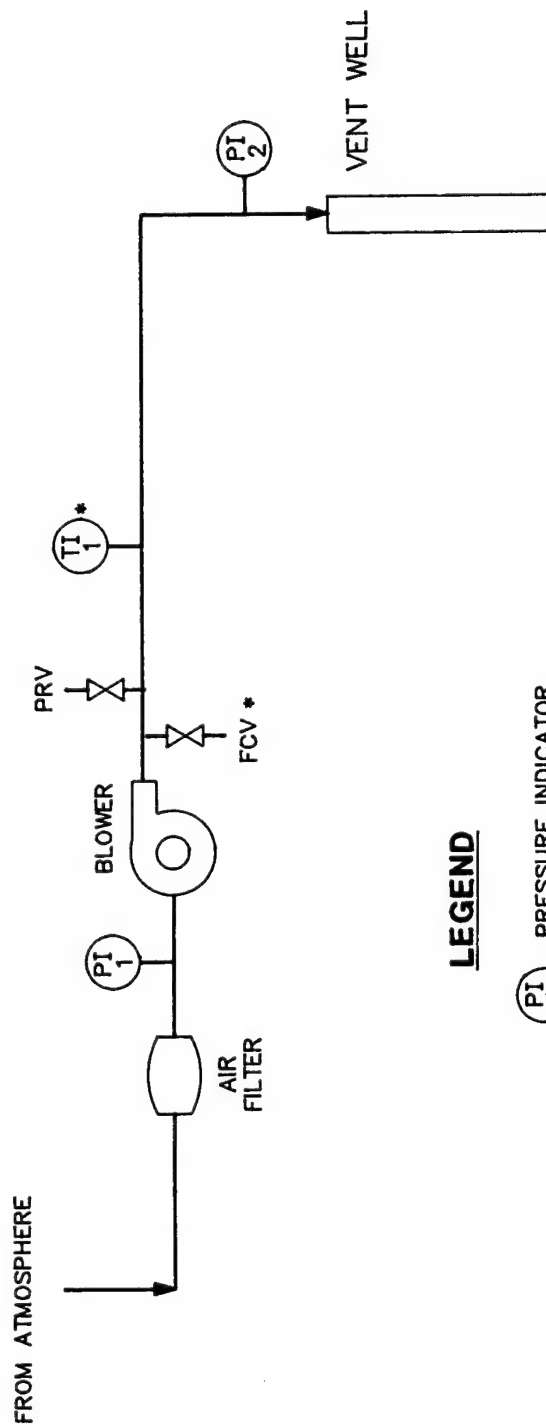 FROM ATMOSPHERE
AIR
FILTER
PI
1
BLOWER
PRV
FCV *
TI
1
*
PI
2
VENT WELL
LEGEND
PI
PRESSURE INDICATOR